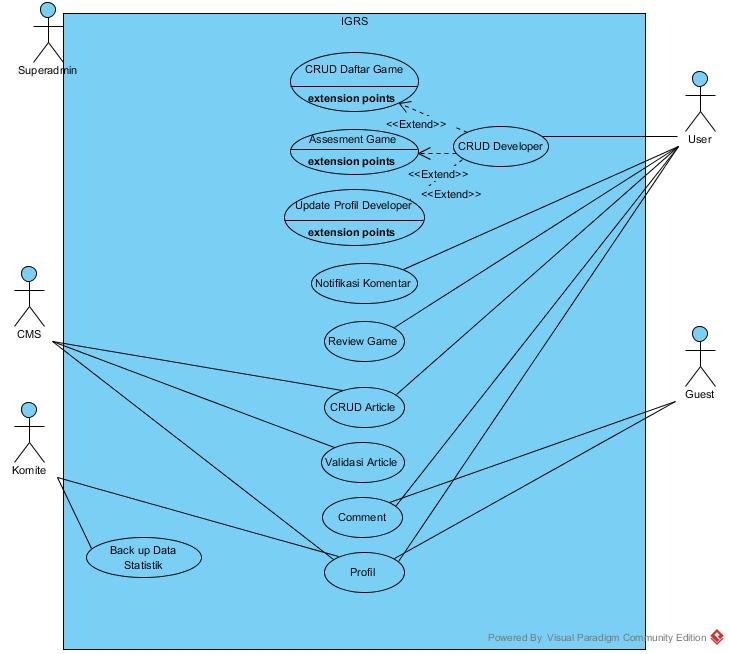 IGRS
Superadmin
CRUD Daftar Game
extension points
<<Extend>>
User
Assesment Game
extension points
CRUD Developer
<<Extend>>
<<Extend>>
Update Profil Developer
extension points
Notifikasi Komentar
CMS
Review Game
Guest
CRUD Article
Komite
Validasi Article
Comment
Back up Data
Statistik
Profil
Powered By Visual Paradigm Community Edition